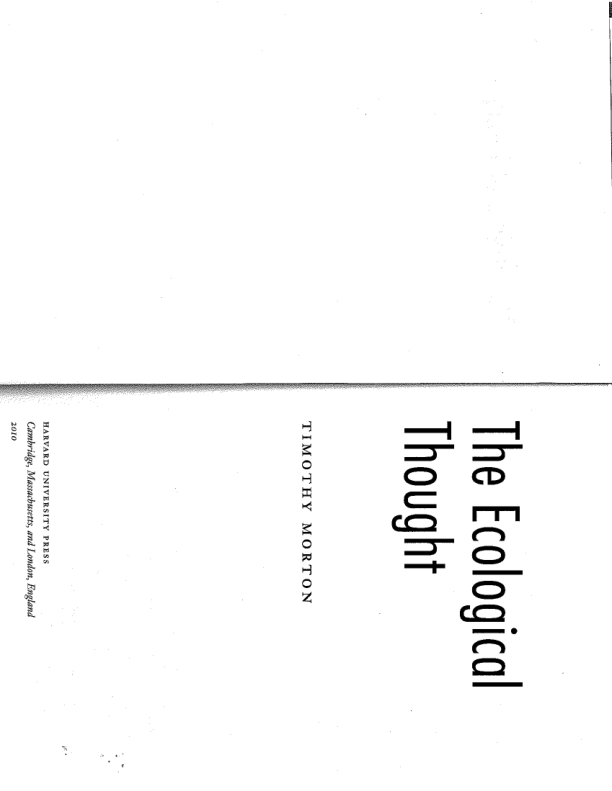 The Ecological
Thought
TIMOTHY MORTON
HARVARD UNIVERSITY PRESS
Cambridge, Massachusetts, and London, England
2010